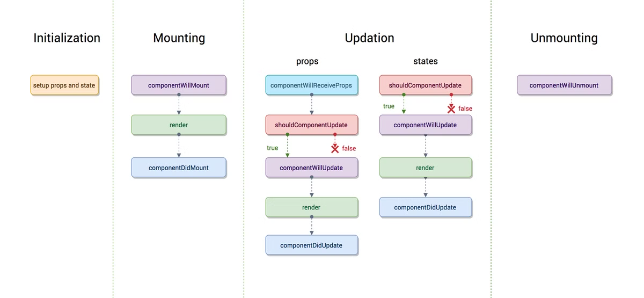 Initialization
setup props and state
Mounting
componentWillMount
render
componentDidMount
Updation
props
componentWillReceiveProps
shouldComponentUpdate
true
false
componentWillUpdate
render
componentDidUpdate
states
shouldComponentUpdate
true
false
componentWillUpdate
render
componentDidUpdate
Unmounting
componentWillUnmount